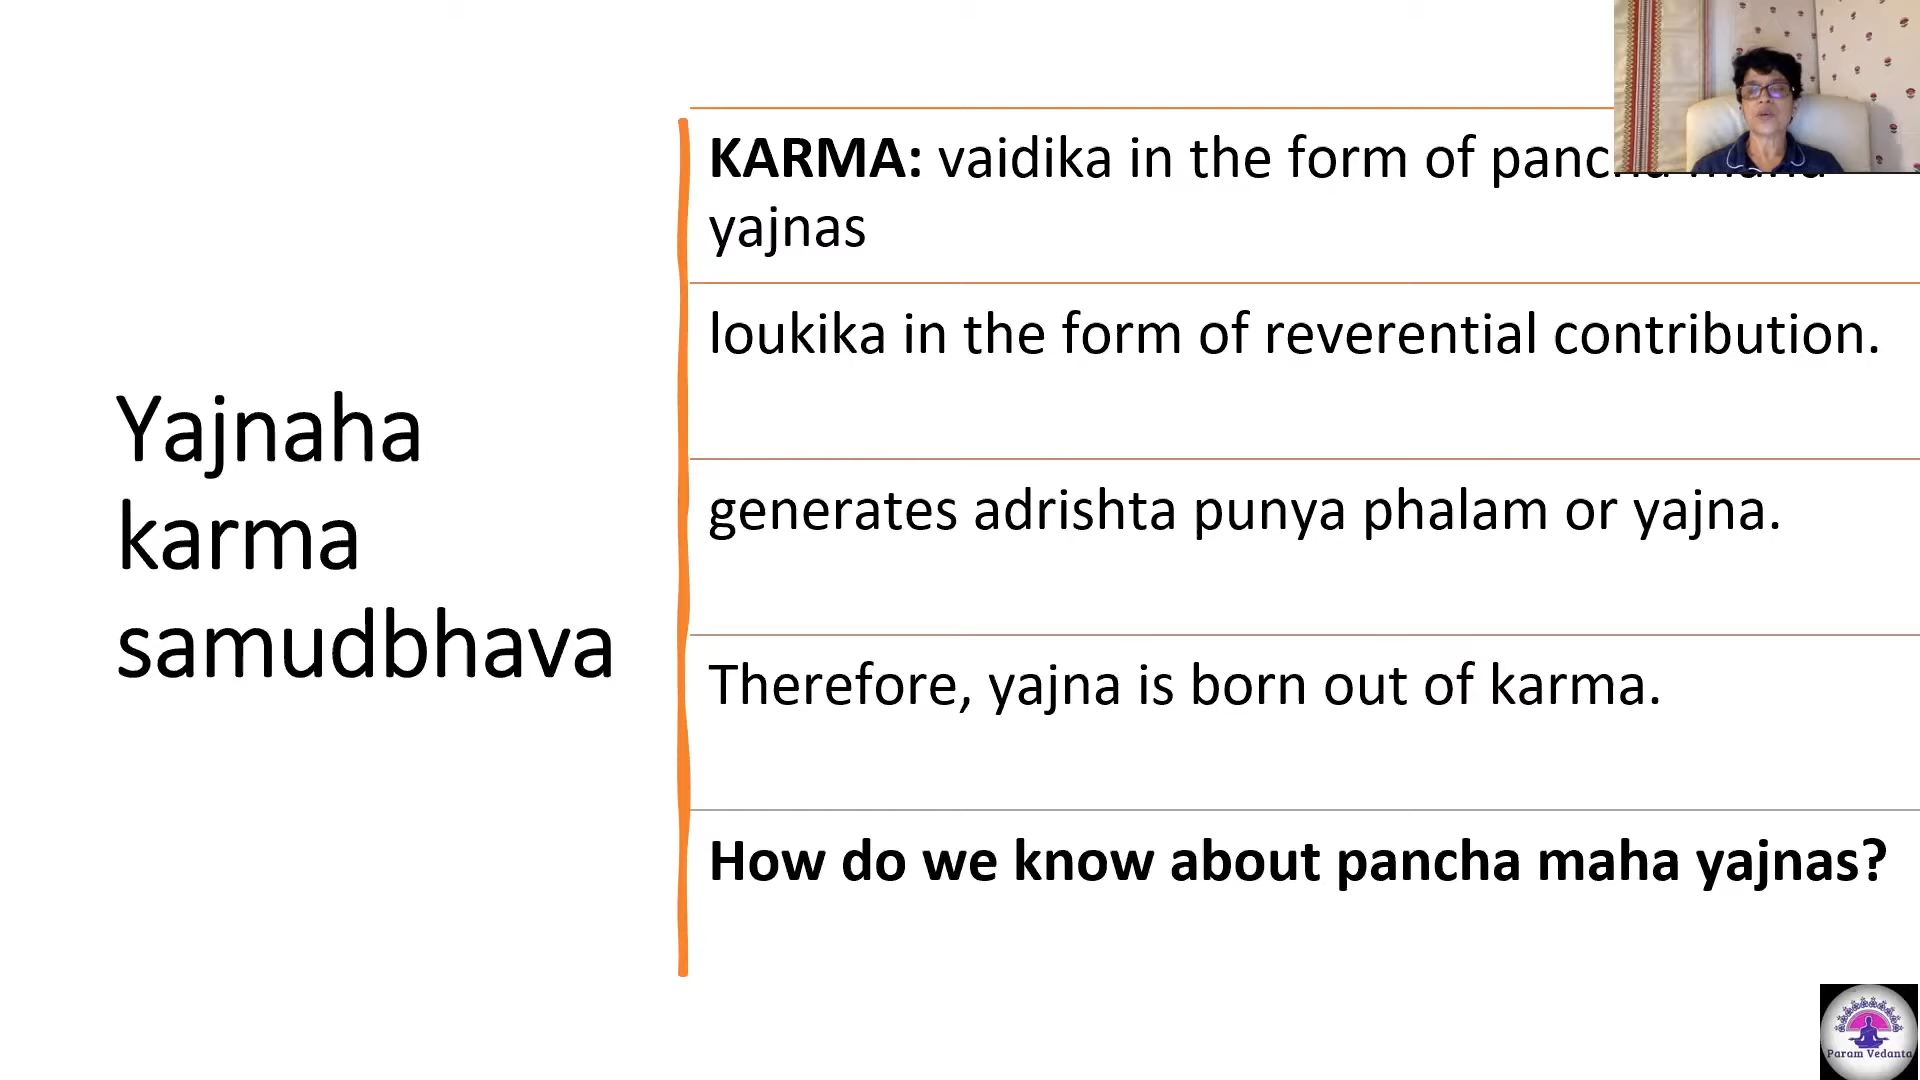 Yajnaha
karma
samudbhava
KARMA: vaidika in the form of
yajnas
loukika in the form of reverential contribution.
generates adrishta punya phalam or yajna.
Therefore, yajna is born out of karma.
How do we know about pancha maha yajnas?
Param Vedanta